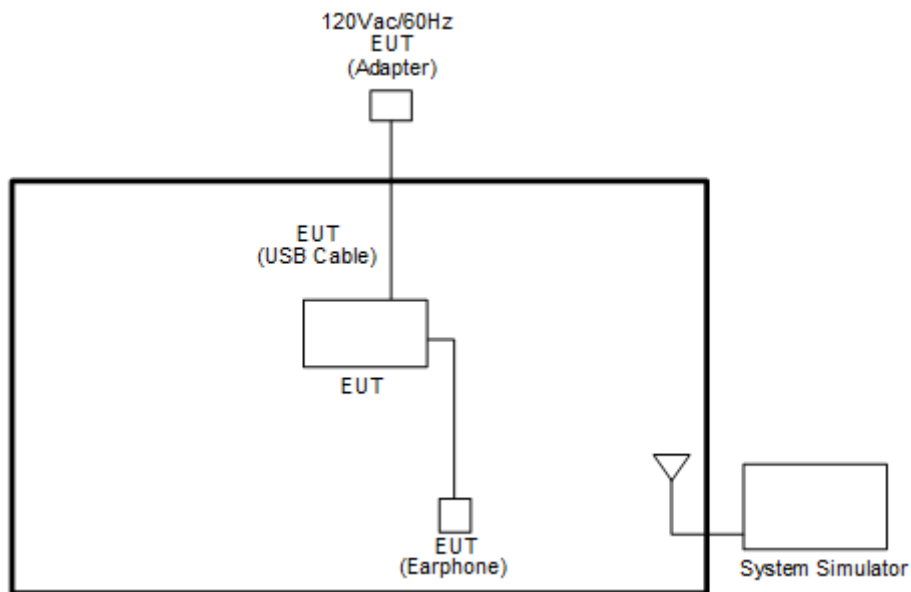 120Vac/60Hz
EUT
(Adapter)
EUT
(USB Cable)
EUT
EUT
(Earphone)
System Simulator